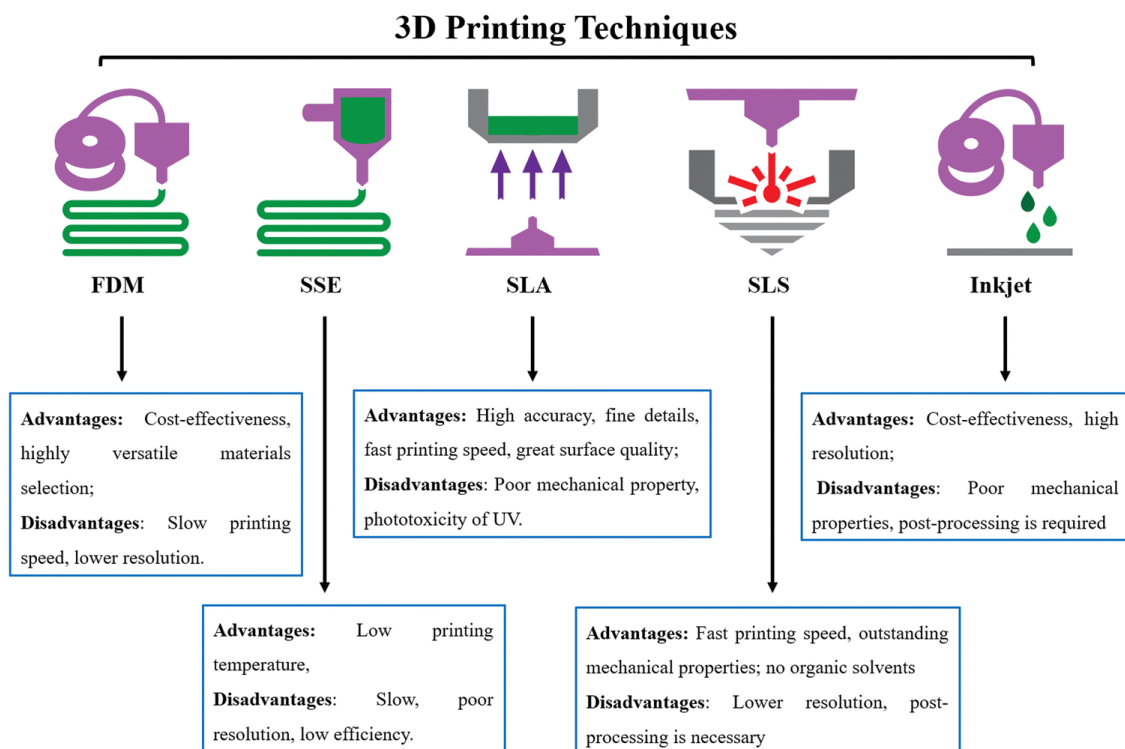 3D Printing Techniques
FDM
SSE
SLA
SLS
Inkjet
Advantages: Cost-effectiveness,
highly versatile materials
selection;
Disadvantages: Slow printing
speed, lower resolution.
Advantages: Low printing
temperature,
Disadvantages: Slow, poor
resolution, low efficiency.
Advantages: High accuracy, fine details,
fast printing speed, great surface quality;
Disadvantages: Poor mechanical property,
phototoxicity of UV.
Advantages: Fast printing speed, outstanding
mechanical properties; no organic solvents
Disadvantages: Lower resolution, post-
processing is necessary
Advantages: Cost-effectiveness, high
resolution;
Disadvantages: Poor mechanical
properties, post-processing is required